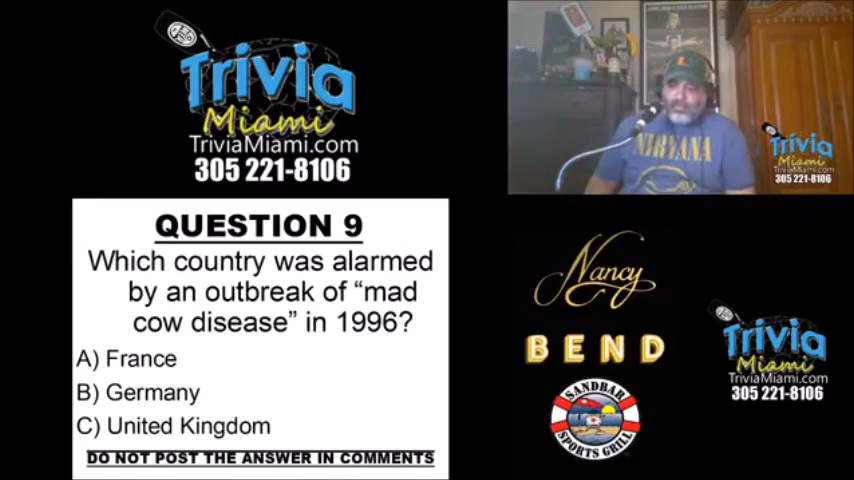 Trivia
Miami
TriviaMiami.com
305 221-8106
QUESTION 9
Which country was alarmed
by an outbreak of “mad
cow disease” in 1996?
A) France
B) Germany
C) United Kingdom
DO NOT POST THE ANSWER IN COMMENTS
NIRVANA
Trivia
Miami
TriviaMiami.com
305 221-8106
Nancy
BEND
SANDBAR
SPORTS GRILL
Trivia
Miami
TriviaMiami.com
305 221-8106